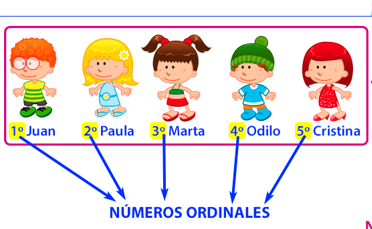 1º Juan 2º Paula 3º Marta 4º Odilo 5º Cristina
NÚMEROS ORDINALES